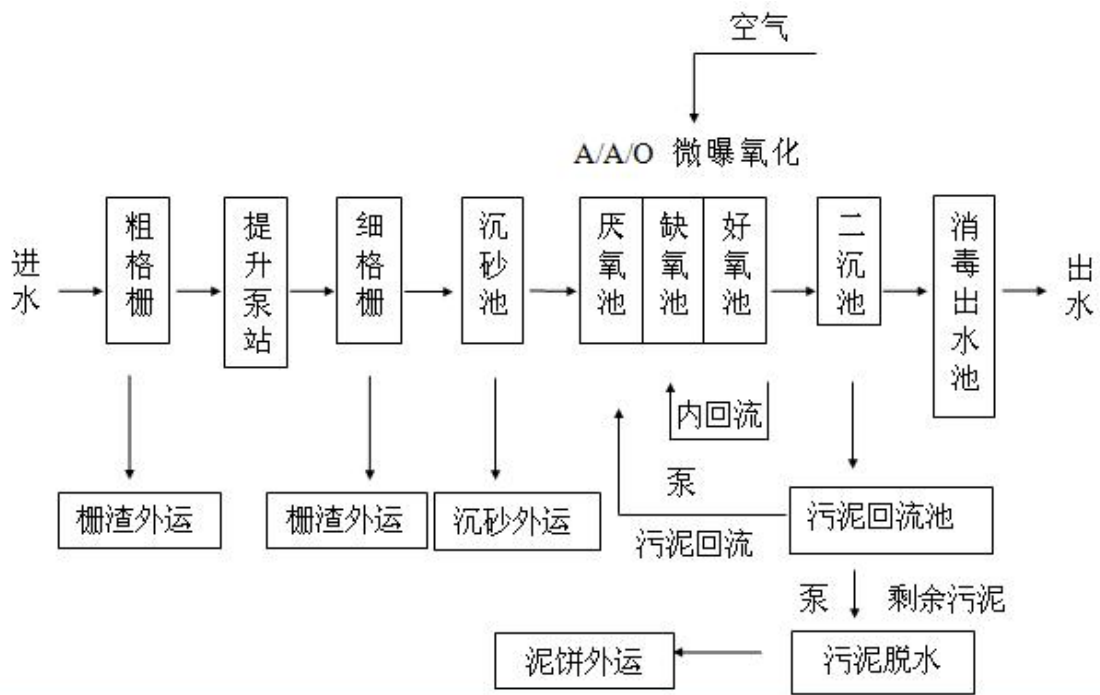 空气
A/A/O 微曝氧化
进水
粗格栅
提升泵站
细格栅
沉砂池
厌氧池
缺氧池
好氧池
二沉池
消毒出水池
出水
内回流
泵
栅渣外运
栅渣外运
沉砂外运
污泥回流
污泥回流池
泵
剩余污泥
泥饼外运
污泥脱水